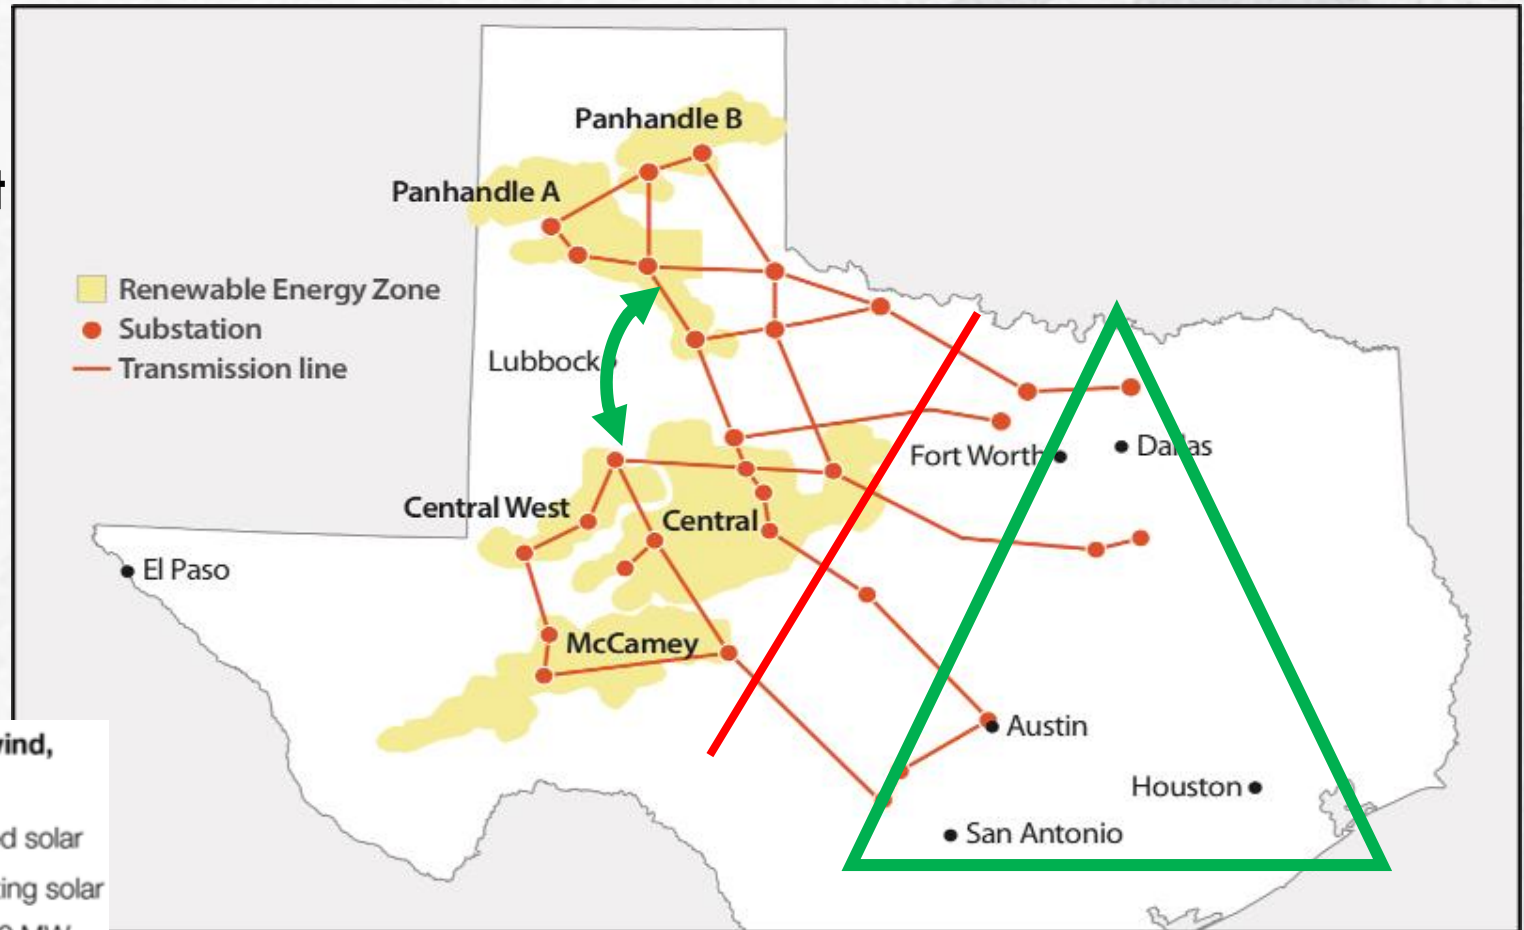 Panhandle B
Panhandle A
Renewable Energy Zone
Substation
Lubbock
Transmission line
Fort Worth
Dallas
Central West
Central
El Paso
McCamey
Austin
Houston
San Antonio
solar
solar
MW